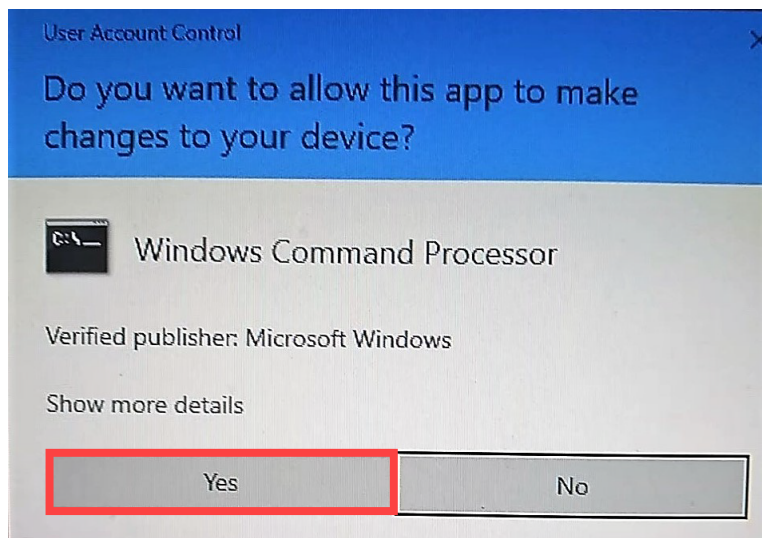 User Account Control
Do you want to allow this app to make
changes to your device?
C:\_
Windows Command Processor
Verified publisher: Microsoft Windows
Show more details
Yes
No